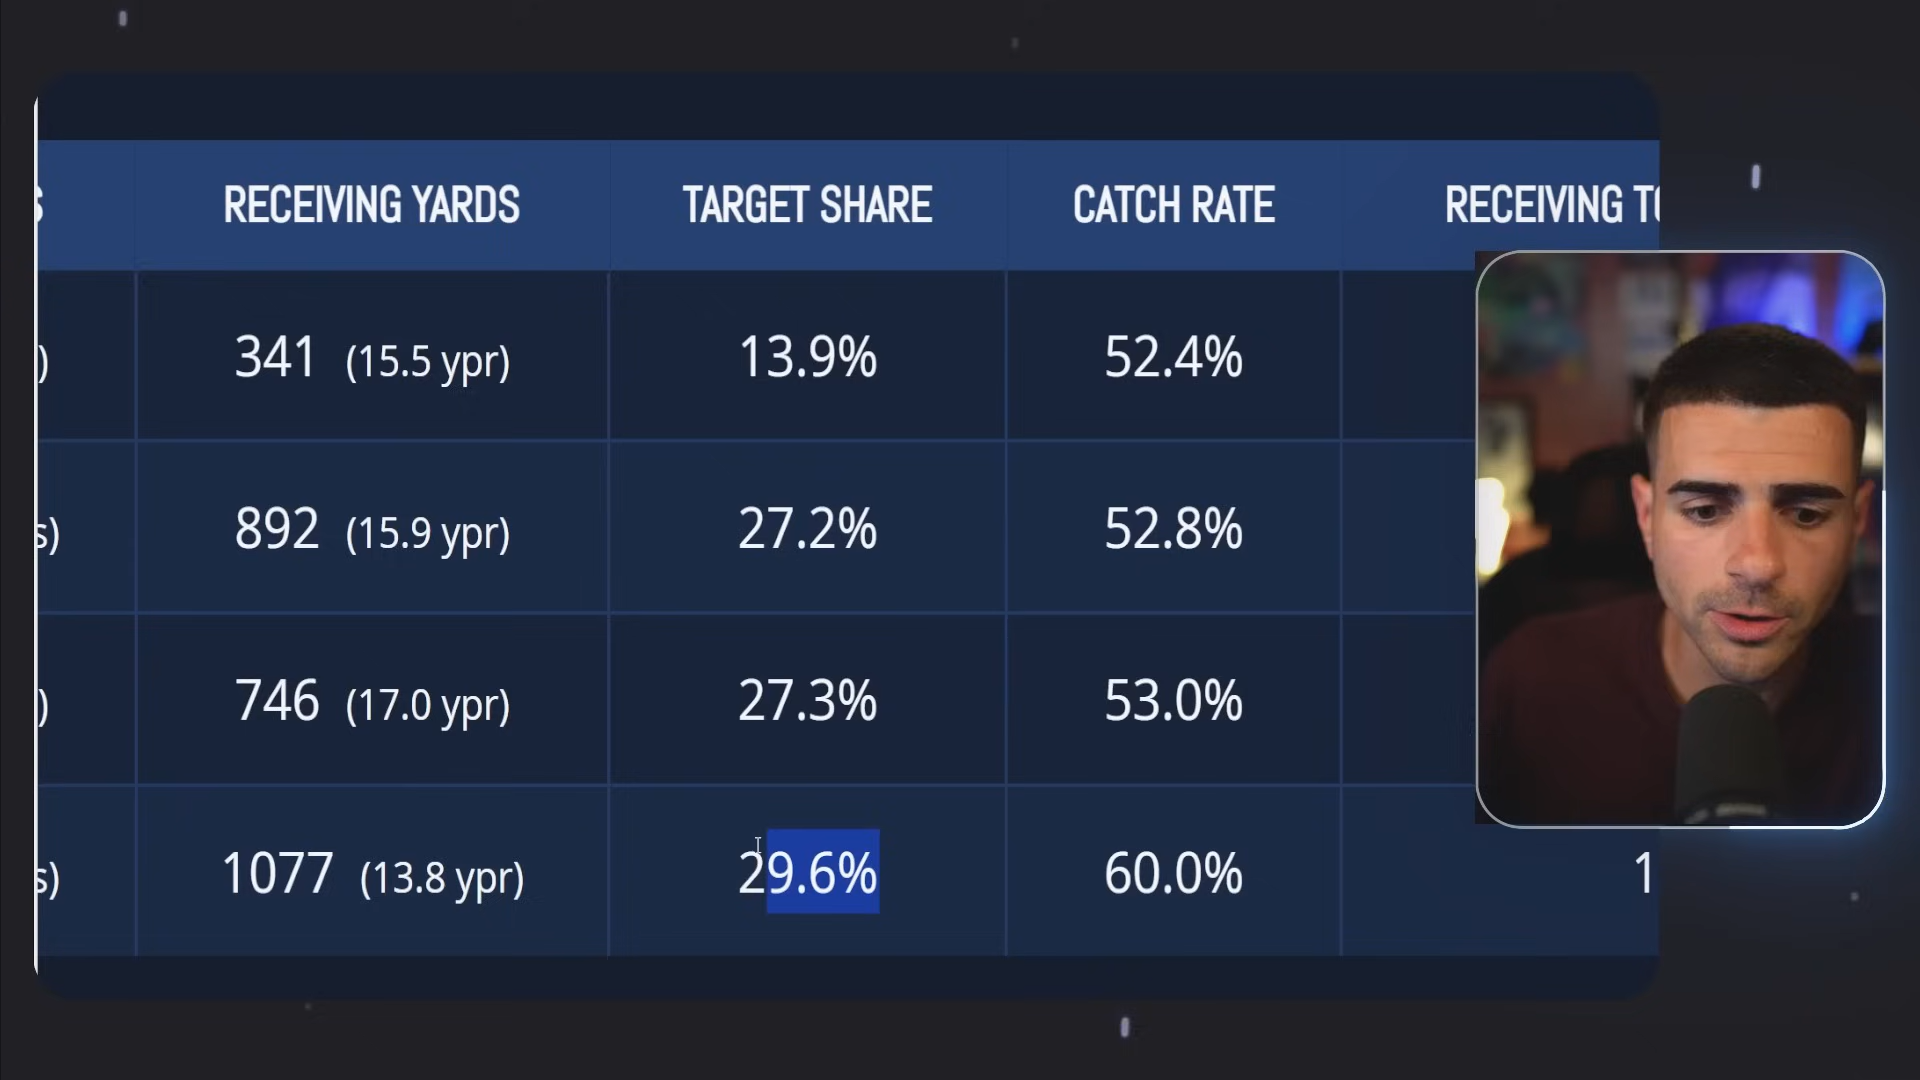 S RECEIVING YARDS TARGET SHARE CATCH RATE RECEIVING TO
) 341 (15.5 ypr) 13.9% 52.4%
s) 892 (15.9 ypr) 27.2% 52.8%
) 746 (17.0 ypr) 27.3% 53.0%
s) 1077 (13.8 ypr) 29.6% 60.0% 1